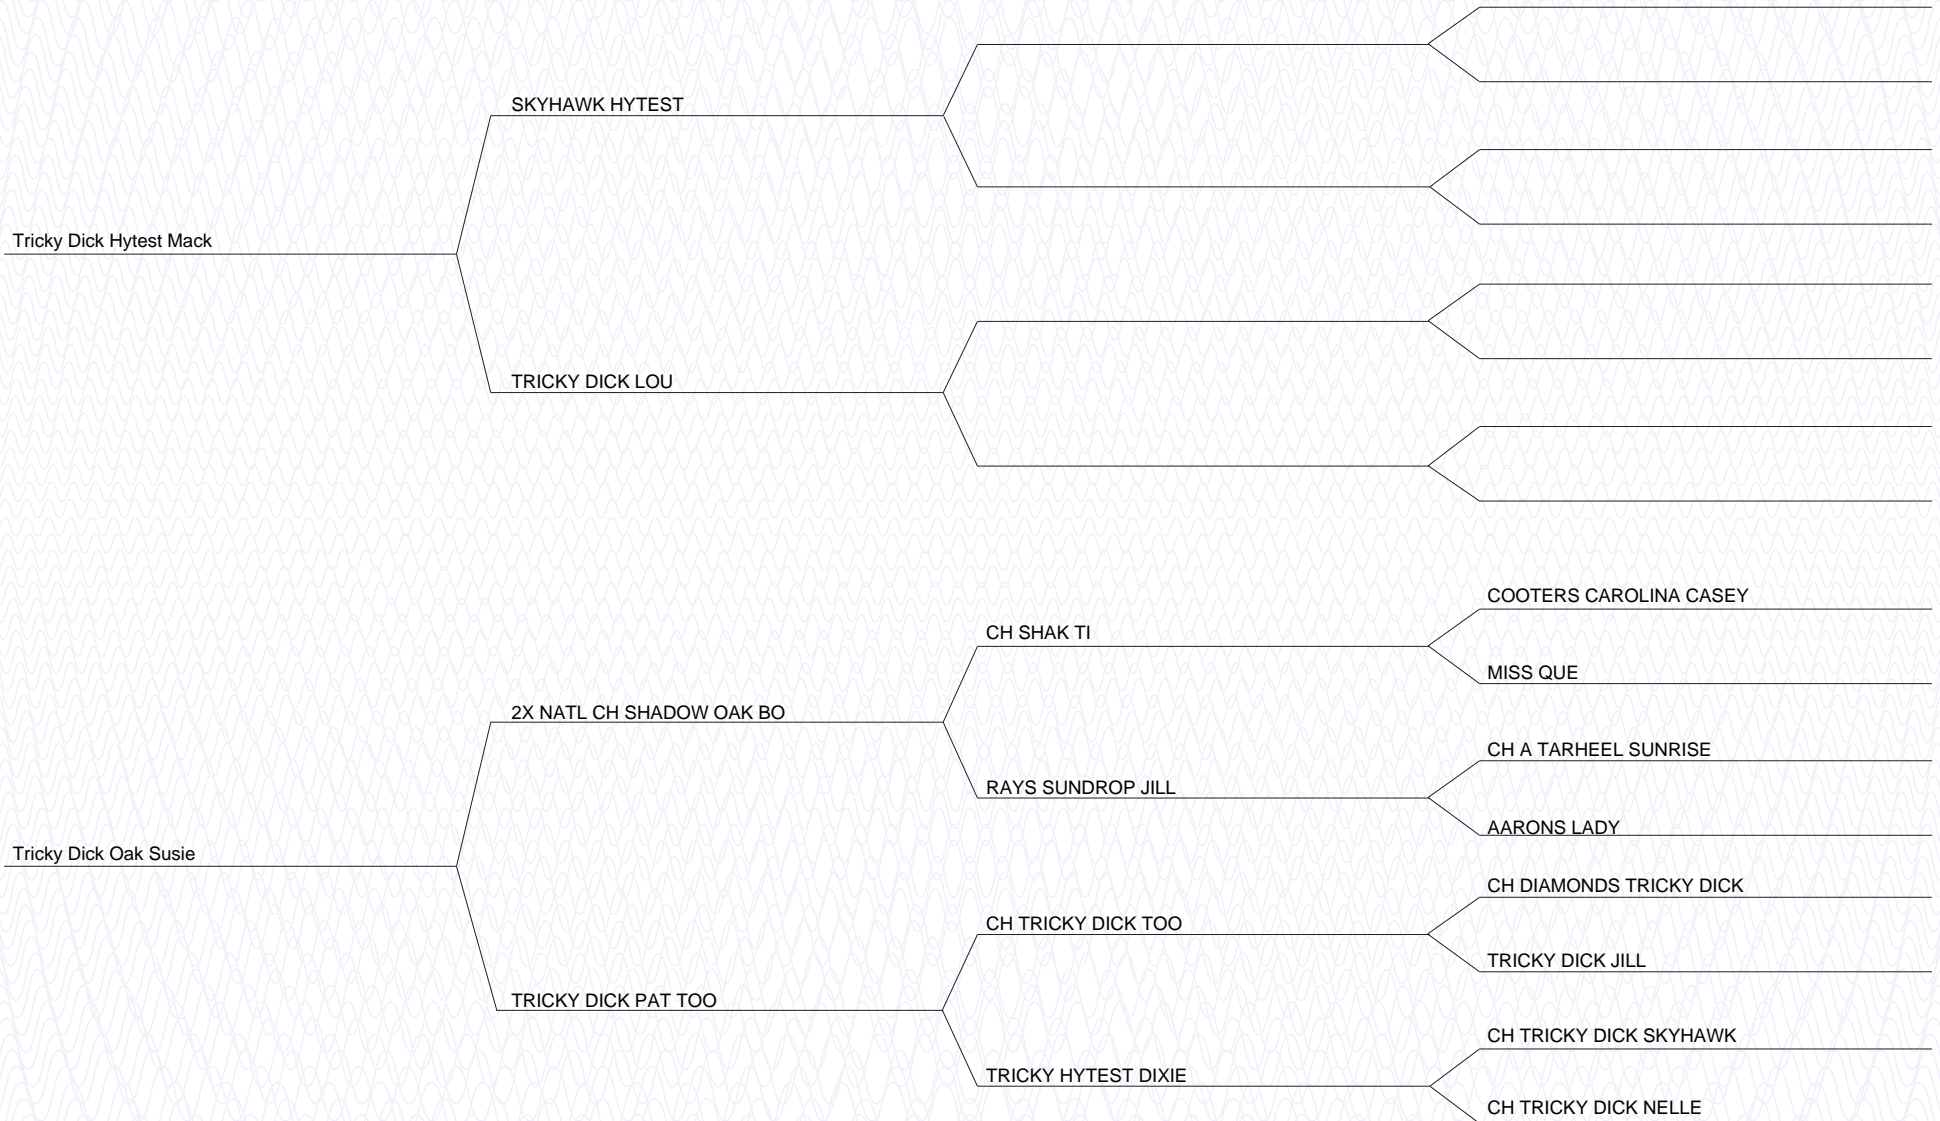 SKYHAWK HYTEST
Tricky Dick Hytest Mack
TRICKY DICK LOU
COOTERS CAROLINA CASEY
CH SHAK TI
MISS QUE
2X NATL CH SHADOW OAK BO
CH A TARHEEL SUNRISE
RAYS SUNDROP JILL
AARONS LADY
Tricky Dick Oak Susie
CH DIAMONDS TRICKY DICK
CH TRICKY DICK TOO
TRICKY DICK JILL
TRICKY DICK PAT TOO
CH TRICKY DICK SKYHAWK
TRICKY HYTEST DIXIE
CH TRICKY DICK NELLE